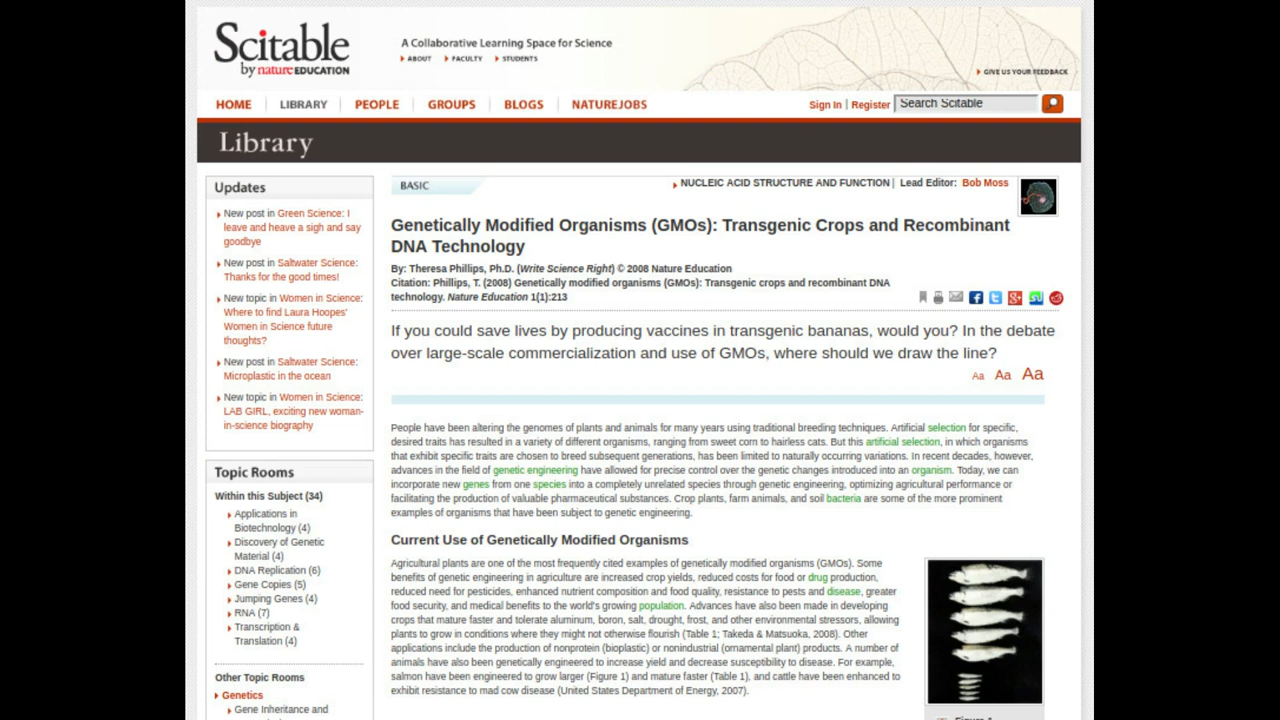 Scitable
by nature EDUCATION
A Collaborative Learning Space for Science
ABOUT FACULTY STUDENTS
GIVE US YOUR FEEDBACK
HOME LIBRARY PEOPLE GROUPS BLOGS NATUREJOBS
Sign In | Register Search Scitable
Library
Updates
New post in Green Science: I
leave and heave a sigh and say
goodbye
New post in Saltwater Science:
Thanks for the good times!
New topic in Women in Science:
Where to find Laura Hoopes'
Women in Science future
thoughts?
New post in Saltwater Science:
Microplastic in the ocean
New topic in Women in Science:
LAB GIRL, exciting new woman-
in-science biography
Topic Rooms
Within this Subject (34)
Applications in
Biotechnology (4)
Discovery of Genetic
Material (4)
DNA Replication (6)
Gene Copies (5)
Jumping Genes (4)
RNA (7)
Transcription &
Translation (4)
Other Topic Rooms
Genetics
Gene Inheritance and
BASIC
NUCLEIC ACID STRUCTURE AND FUNCTION | Lead Editor: Bob Moss
Genetically Modified Organisms (GMOs): Transgenic Crops and Recombinant
DNA Technology
By: Theresa Phillips, Ph.D. (Write Science Right) © 2008 Nature Education
Citation: Phillips, T. (2008) Genetically modified organisms (GMOs): Transgenic crops and recombinant DNA
technology. Nature Education 1(1):213
If you could save lives by producing vaccines in transgenic bananas, would you? In the debate
over large-scale commercialization and use of GMOs, where should we draw the line?
Aa Aa Aa
People have been altering the genomes of plants and animals for many years using traditional breeding techniques. Artificial selection for specific,
desired traits has resulted in a variety of different organisms, ranging from sweet corn to hairless cats. But this artificial selection, in which organisms
that exhibit specific traits are chosen to breed subsequent generations, has been limited to naturally occurring variations. In recent decades, however,
advances in the field of genetic engineering have allowed for precise control over the genetic changes introduced into an organism. Today, we can
incorporate new genes from one species into a completely unrelated species through genetic engineering, optimizing agricultural performance or
facilitating the production of valuable pharmaceutical substances. Crop plants, farm animals, and soil bacteria are some of the more prominent
examples of organisms that have been subject to genetic engineering.
Current Use of Genetically Modified Organisms
Agricultural plants are one of the most frequently cited examples of genetically modified organisms (GMOs). Some
benefits of genetic engineering in agriculture are increased crop yields, reduced costs for food or drug production,
reduced need for pesticides, enhanced nutrient composition and food quality, resistance to pests and disease, greater
food security, and medical benefits to the world's growing population. Advances have also been made in developing
crops that mature faster and tolerate aluminum, boron, salt, drought, frost, and other environmental stressors, allowing
plants to grow in conditions where they might not otherwise flourish (Table 1; Takeda & Matsuoka, 2008). Other
applications include the production of nonprotein (bioplastic) or nonindustrial (ornamental plant) products. A number of
animals have also been genetically engineered to increase yield and decrease susceptibility to disease. For example,
salmon have been engineered to grow larger (Figure 1) and mature faster (Table 1), and cattle have been enhanced to
exhibit resistance to mad cow disease (United States Department of Energy, 2007).